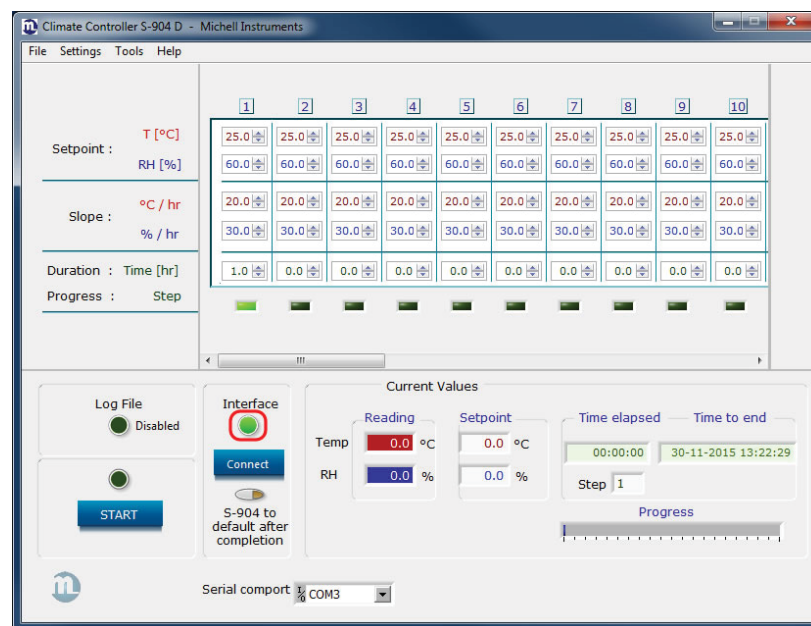 Climate Controller S-904 D - Michell Instruments
File Settings Tools Help
1 2 3 4 5 6 7 8 9 10
Setpoint :
T [°C] 25.0 25.0 25.0 25.0 25.0 25.0 25.0 25.0 25.0 25.0
RH [%] 60.0 60.0 60.0 60.0 60.0 60.0 60.0 60.0 60.0 60.0
Slope :
°C / hr 20.0 20.0 20.0 20.0 20.0 20.0 20.0 20.0 20.0 20.0
% / hr 30.0 30.0 30.0 30.0 30.0 30.0 30.0 30.0 30.0 30.0
Duration : Time [hr] 1.0 0.0 0.0 0.0 0.0 0.0 0.0 0.0 0.0 0.0
Progress : Step
Log File
Disabled
START
Interface
Connect
S-904 to
default after
completion
Current Values
Reading Setpoint
Temp 0.0 °C 0.0 °C
RH 0.0 % 0.0 %
Time elapsed Time to end
00:00:00 30-11-2015 13:22:29
Step 1
Progress
Serial comport COM3